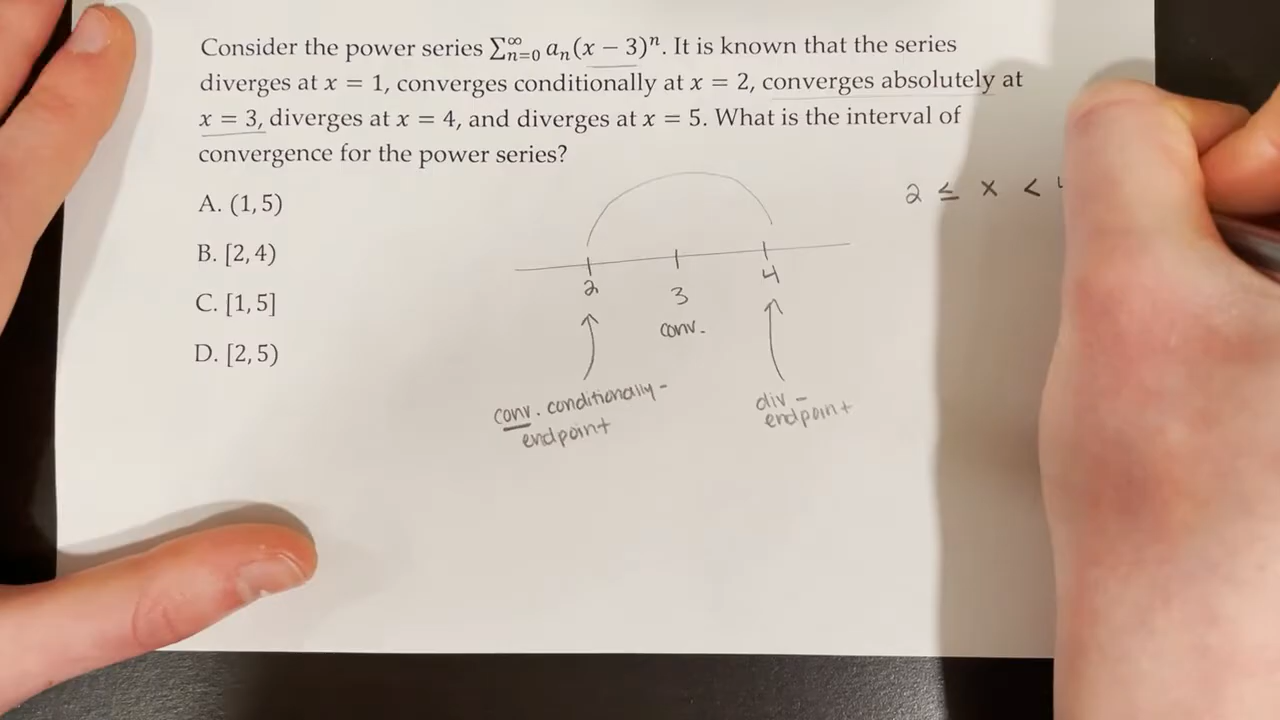 Consider the power series ∑_{n=0}^{∞} aₙ(x − 3)ⁿ. It is known that the series
diverges at x = 1, converges conditionally at x = 2, converges absolutely at
x = 3, diverges at x = 4, and diverges at x = 5. What is the interval of
convergence for the power series?
A. (1, 5)
B. [2, 4)
C. [1, 5]
D. [2, 5)
2 ≤ x <
2 3 4
conv.
conv. conditionally -
endpoint
div -
endpoint